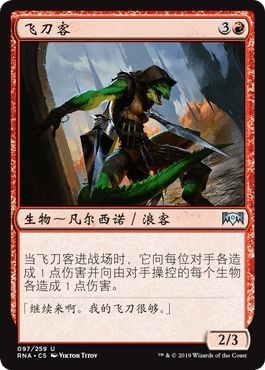 飞刀客 3
生物～凡尔西诺 / 浪客
当飞刀客进战场时，它向每位对手各造
成 1 点伤害并向由对手操控的每个生物
各造成 1 点伤害。
「继续来啊。我的飞刀很够。」
2/3
097/259 U
RNA • CS VIKTOR TITOV
™ & © 2019 Wizards of the Coast